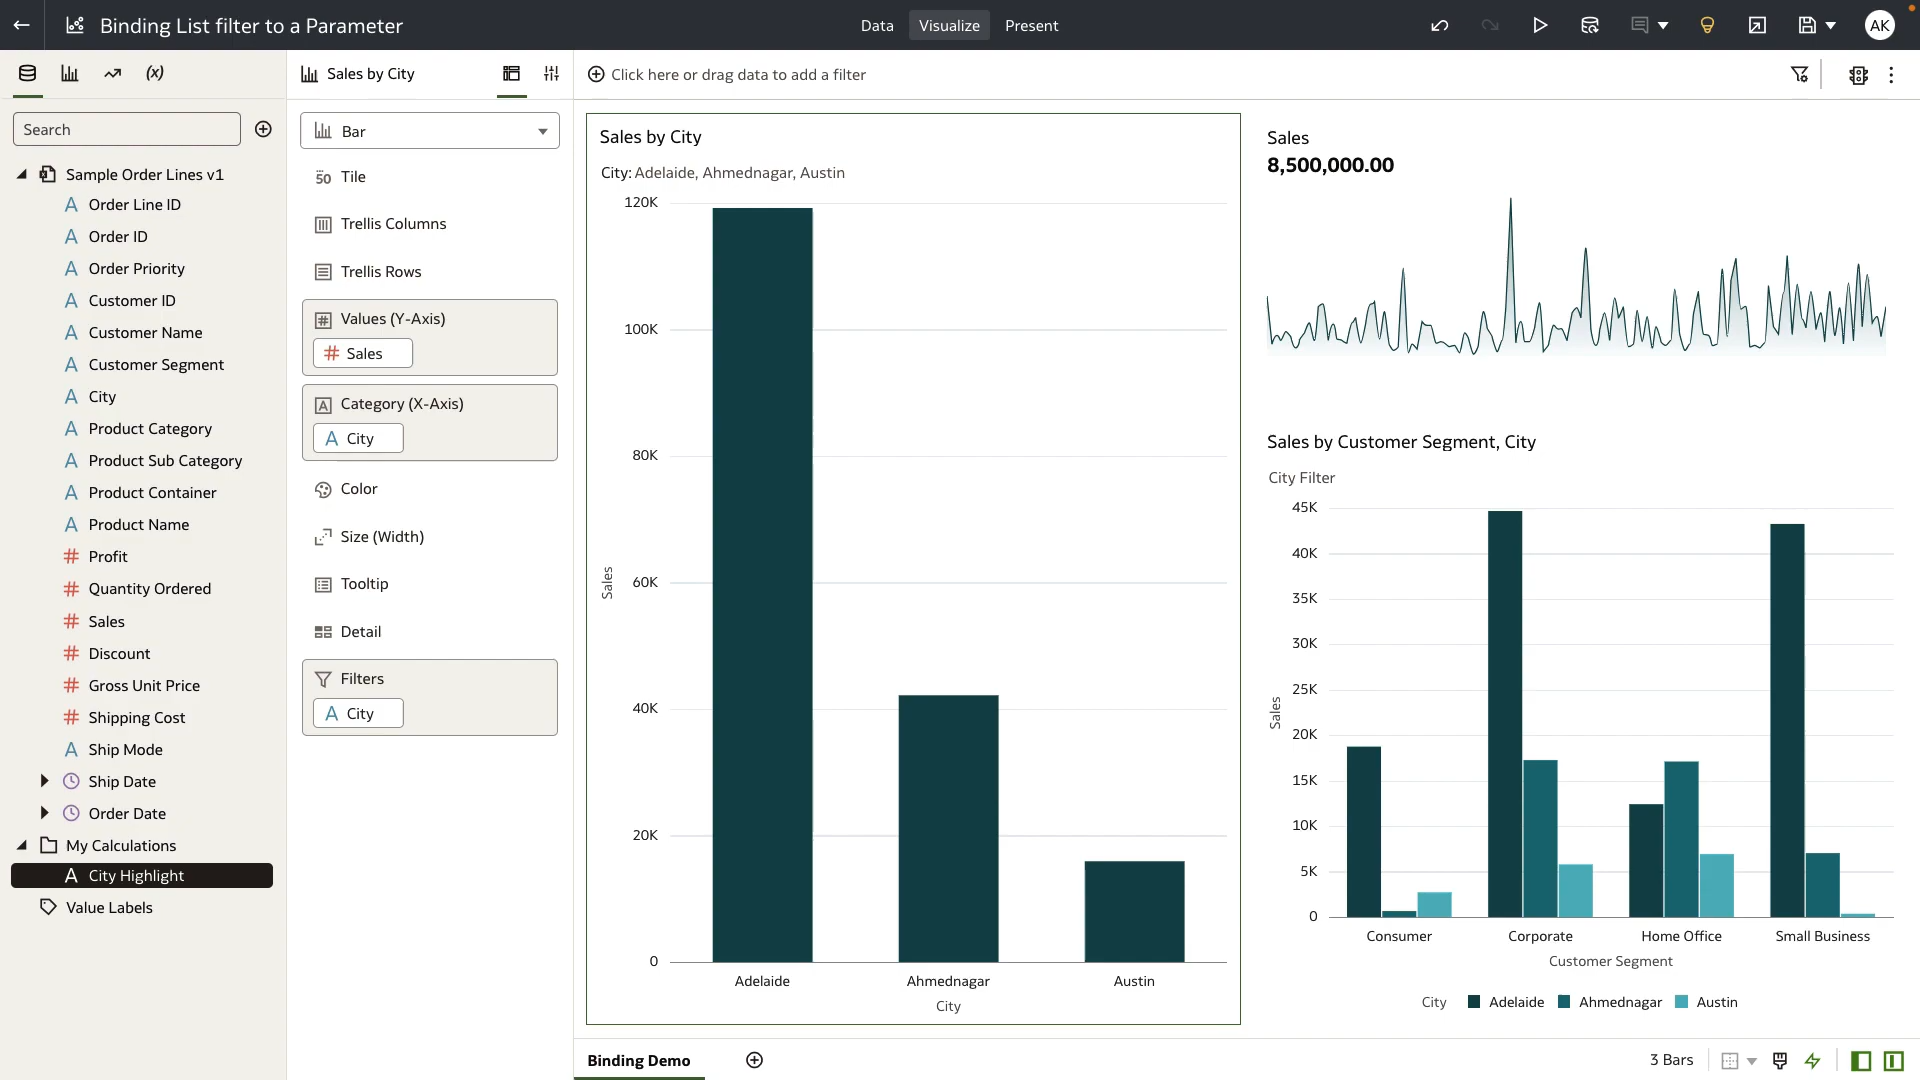 Binding List filter to a Parameter
Data
Visualize
Present
AK
(x)
Sales by City
Click here or drag data to add a filter
Search
Sample Order Lines v1
A Order Line ID
A Order ID
A Order Priority
A Customer ID
A Customer Name
A Customer Segment
A City
A Product Category
A Product Sub Category
A Product Container
A Product Name
# Profit
# Quantity Ordered
# Sales
# Discount
# Gross Unit Price
# Shipping Cost
A Ship Mode
Ship Date
Order Date
My Calculations
A City Highlight
Value Labels
Bar
50 Tile
Trellis Columns
Trellis Rows
# Values (Y-Axis)
# Sales
A Category (X-Axis)
A City
Color
Size (Width)
Tooltip
Detail
Filters
A City
Sales by City
City: Adelaide, Ahmednagar, Austin
120K
100K
80K
60K
40K
20K
0
Sales
Adelaide
Ahmednagar
Austin
City
Sales
8,500,000.00
Sales by Customer Segment, City
City Filter
45K
40K
35K
30K
25K
20K
15K
10K
5K
0
Sales
Consumer
Corporate
Home Office
Small Business
Customer Segment
City Adelaide Ahmednagar Austin
Binding Demo
3 Bars